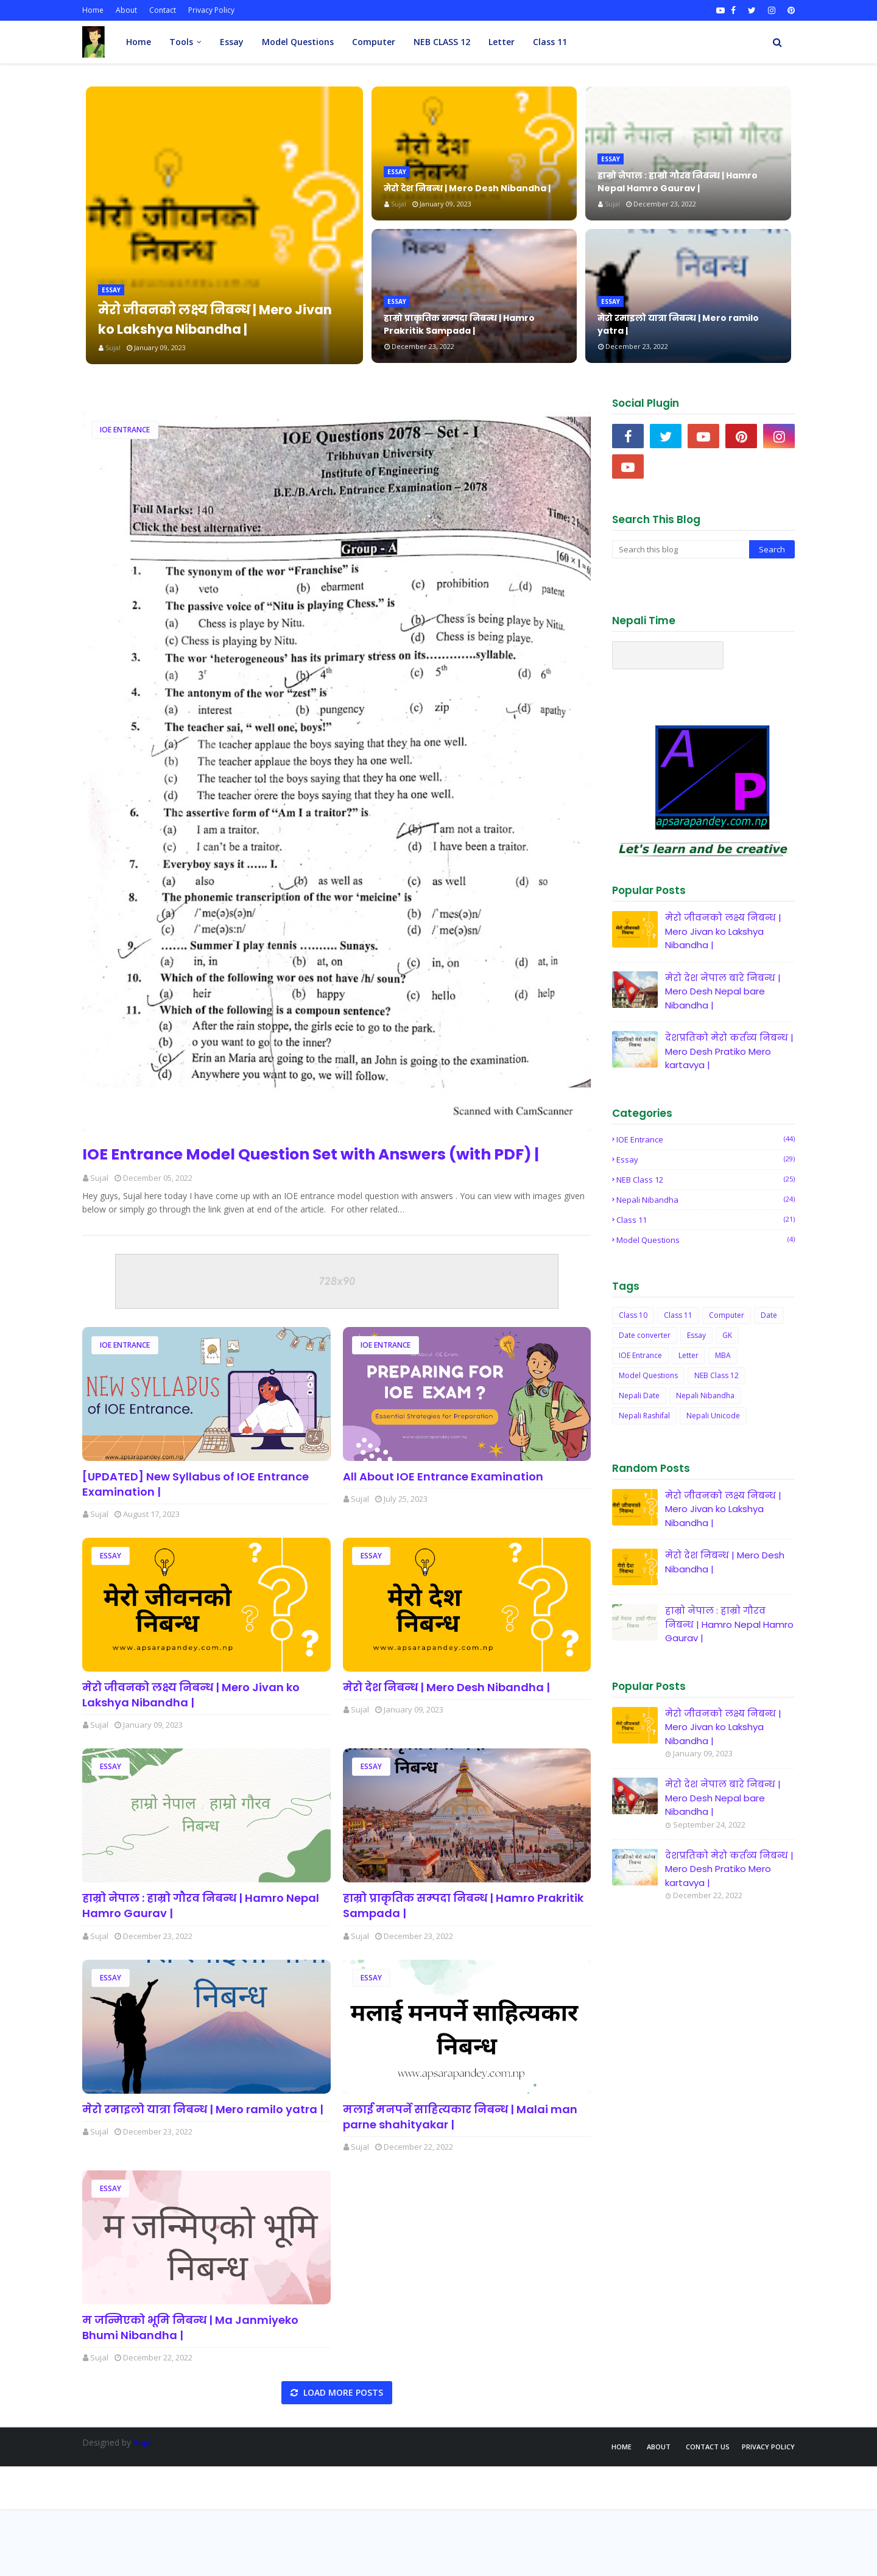 Home About Contact Privacy Policy
Home Tools Essay Model Questions Computer NEB CLASS 12 Letter Class 11
मेरो जीवनको
निबन्ध
ESSAY
मेरो जीवनको लक्ष्य निबन्ध | Mero Jivan
ko Lakshya Nibandha |
Sujal January 09, 2023
मेरो देश
निबन्ध
ESSAY
मेरो देश निबन्ध | Mero Desh Nibandha |
Sujal January 09, 2023
हाम्रो नेपाल हाम्रो गौरव
ESSAY
हाम्रो नेपाल : हाम्रो गौरव निबन्ध | Hamro
Nepal Hamro Gaurav |
Sujal December 23, 2022
निबन्ध
ESSAY
हाम्रो प्राकृतिक सम्पदा निबन्ध | Hamro
Prakritik Sampada |
December 23, 2022
निबन्ध
ESSAY
मेरो रमाइलो यात्रा निबन्ध | Mero ramilo
yatra |
December 23, 2022
IOE ENTRANCE
IOE Questions 2078 – Set - I
Tribhuvan University
Institute of Engineering
B.E./B.Arch. Entrance Examination – 2078
Full Marks: 140
Time: 2 hours
Click the best alternative:
Group - A
[60 × 1 =
1. The synonym of the wor "Franchise" is
(a) veto (b) ebarment (c) prohibition (d) patent
2. The passive voice of "Nitu is playing Chess." is
(a) Chess is playe by Nitu. (b) Chess is being playe by Nitu.
(c) Chess is playing by Nitu. (d) Chess is being playe.
3. The wor 'heterogeneous' has its primary stress on its..............syllable.
(a) 3rd (b) 4th (c) 5th (d) 2nd
4. The antonym of the wor "zest" is
(a) interest (b) pungency (c) zip (d) apathy
5. The teacher sai, " well one, boys!"
(a) The teacher applaue the boys saying that they ha one well.
(b) The teacher tol the boys saying that they ha one well.
(c) The teacher exclaime to the boys that they ha one well.
(d) The teacher orere the boys saying that they ha one well.
6. The assertive form of "Am I a traitor?" is
(a) I am a traitor. (b) I am not a traitor.
(c) I can't be a traitor. (d) I have been a traitor.
7. Everyboy says it ...... I.
(a) also (b) as well as (c) as well (d) so
8. The phonemic transcription of the wor 'meicine' is
9. ........ Summer I play tennis ........ Sunays.
(a) In, in (b) at, on (c) in, on (d) at, in
10. Which of the following wor oes not have /h/ soun?
(a) heir (b) happy (c) hello (d) help
11. Which of the following is a compoun sentence?
(a) After rain stoppe, the girls ecie to go to the park.
(b) o you want to go to the inner?
(c) Erin an Maria are going to the mall, an John is going to the examination.
(d) Anywhere you want to go, we will follow.
Scanned with CamScanner
IOE Entrance Model Question Set with Answers (with PDF) |
Sujal December 05, 2022
Hey guys, Sujal here today I have come up with an IOE entrance model question with answers . You can view with images given
below or simply go through the link given at end of the article. For other related…
728x90
IOE ENTRANCE
NEW SYLLABUS
of IOE Entrance.
www.apsarapandey.com.np
[UPDATED] New Syllabus of IOE Entrance
Examination |
Sujal August 17, 2023
IOE ENTRANCE
About IOE Entrance
PREPARING FOR
IOE EXAM ?
Essential Strategies for Preparation
www.apsarapandey.com.np
All About IOE Entrance Examination
Sujal July 25, 2023
ESSAY
मेरो जीवनको
निबन्ध
www.apsarapandey.com.np
मेरो जीवनको लक्ष्य निबन्ध | Mero Jivan ko
Lakshya Nibandha |
Sujal January 09, 2023
ESSAY
मेरो देश
निबन्ध
www.apsarapandey.com.np
मेरो देश निबन्ध | Mero Desh Nibandha |
Sujal January 09, 2023
ESSAY
हाम्रो नेपाल , हाम्रो गौरव
निबन्ध
हाम्रो नेपाल : हाम्रो गौरव निबन्ध | Hamro Nepal
Hamro Gaurav |
Sujal December 23, 2022
ESSAY
निबन्ध
हाम्रो प्राकृतिक सम्पदा निबन्ध | Hamro Prakritik
Sampada |
Sujal December 23, 2022
ESSAY
निबन्ध
मेरो रमाइलो यात्रा निबन्ध | Mero ramilo yatra |
Sujal December 23, 2022
ESSAY
मलाई मनपर्ने साहित्यकार
निबन्ध
www.apsarapandey.com.np
मलाई मनपर्ने साहित्यकार निबन्ध | Malai man
parne shahityakar |
Sujal December 22, 2022
ESSAY
म जन्मिएको भूमि
निबन्ध
म जन्मिएको भूमि निबन्ध | Ma Janmiyeko
Bhumi Nibandha |
Sujal December 22, 2022
LOAD MORE POSTS
Social Plugin
Search This Blog
Search this blog Search
Nepali Time
A P
apsarapandey.com.np
Let's learn and be creative
Popular Posts
मेरो जीवनको लक्ष्य निबन्ध |
Mero Jivan ko Lakshya
Nibandha |
मेरो देश नेपाल बारे निबन्ध |
Mero Desh Nepal bare
Nibandha |
देशप्रतिको मेरो कर्तव्य निबन्ध |
Mero Desh Pratiko Mero
kartavya |
Categories
IOE Entrance (44)
Essay (29)
NEB Class 12 (25)
Nepali Nibandha (24)
Class 11 (21)
Model Questions (4)
Tags
Class 10 Class 11 Computer Date
Date converter Essay GK
IOE Entrance Letter MBA
Model Questions NEB Class 12
Nepali Date Nepali Nibandha
Nepali Rashifal Nepali Unicode
Random Posts
मेरो जीवनको लक्ष्य निबन्ध |
Mero Jivan ko Lakshya
Nibandha |
मेरो देश निबन्ध | Mero Desh
Nibandha |
हाम्रो नेपाल : हाम्रो गौरव
निबन्ध | Hamro Nepal Hamro
Gaurav |
Popular Posts
मेरो जीवनको लक्ष्य निबन्ध |
Mero Jivan ko Lakshya
Nibandha |
January 09, 2023
मेरो देश नेपाल बारे निबन्ध |
Mero Desh Nepal bare
Nibandha |
September 24, 2022
देशप्रतिको मेरो कर्तव्य निबन्ध |
Mero Desh Pratiko Mero
kartavya |
December 22, 2022
Designed by
HOME ABOUT CONTACT US PRIVACY POLICY